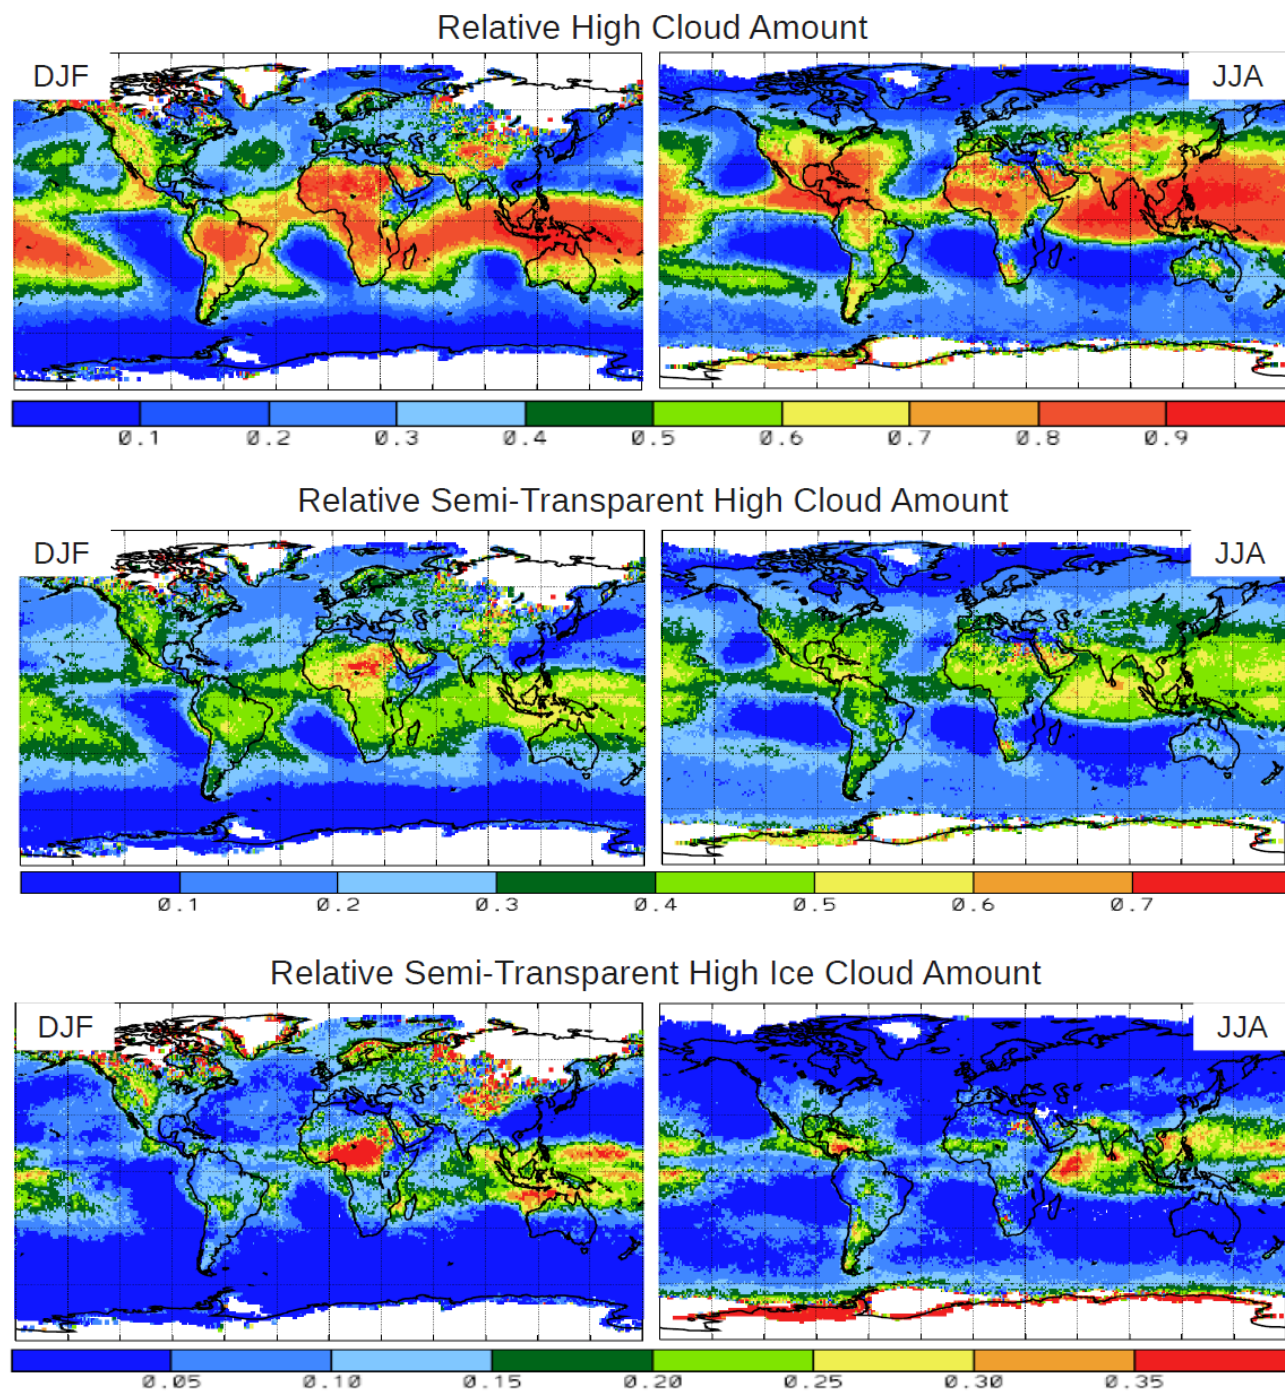 Relative High Cloud Amount
DJF JJA
0.1 0.2 0.3 0.4 0.5 0.6 0.7 0.8 0.9
Relative Semi-Transparent High Cloud Amount
DJF JJA
0.1 0.2 0.3 0.4 0.5 0.6 0.7
Relative Semi-Transparent High Ice Cloud Amount
DJF JJA
0.05 0.10 0.15 0.20 0.25 0.30 0.35